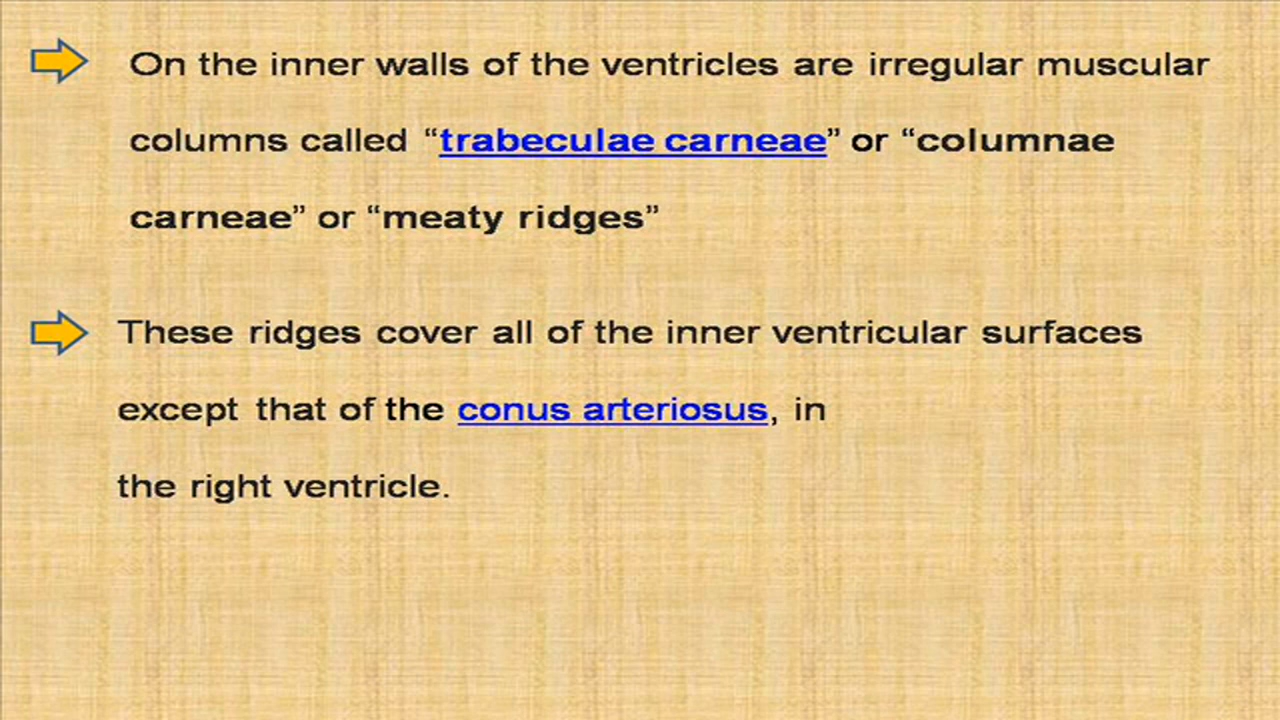 On the inner walls of the ventricles are irregular muscular
columns called “trabeculae carneae” or “columnae
carneae” or “meaty ridges”
These ridges cover all of the inner ventricular surfaces
except that of the conus arteriosus, in
the right ventricle.